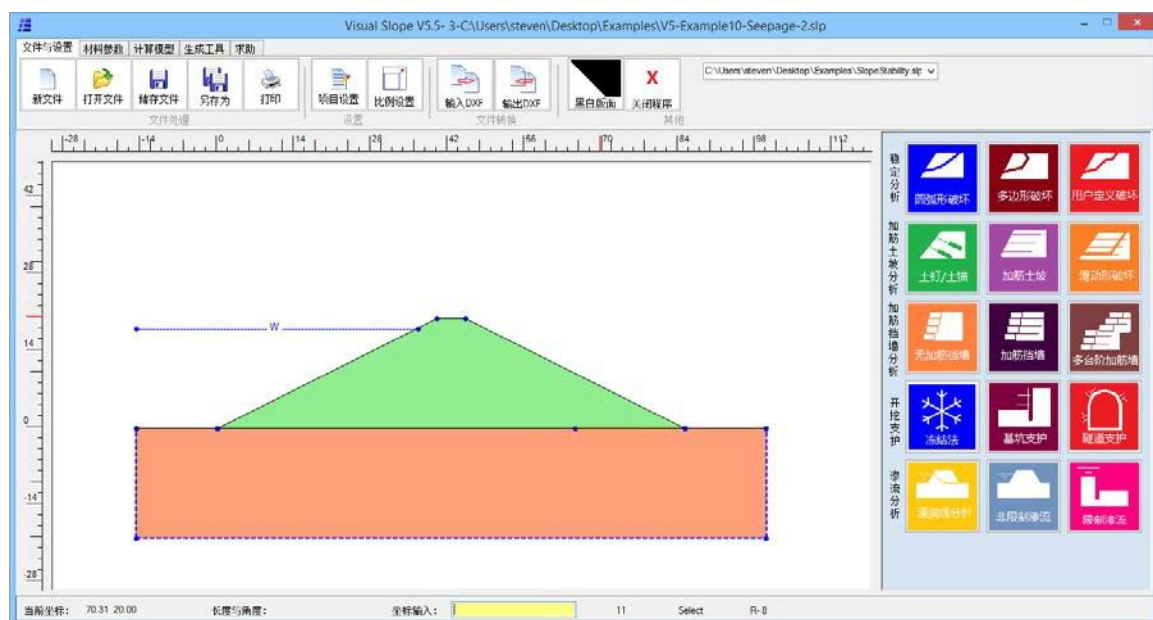 Visual Slope V5.5- 3-C:\Users\steven\Desktop\Examples\V5-Example10-Seepage-2.slp
文件与设置 材料参数 计算模型 生成工具 求助
新文件 打开文件 储存文件 另存为 打印 项目设置 比例设置 输入DXF 输出DXF 黑白版面 X 关闭程序 C:\Users\steven\Desktop\Examples\SlopeStability.slp
文件处理 设置 文件转换 其他
-28 -14 0 14 28 42 56 70 84 98 112
42
28
14
0
-14
-28
W
稳定分析
圆弧形破坏 多边形破坏 用户定义破坏
加筋土坡分析
土钉/土锚 加筋土坡 滑动形破坏
加筋挡墙分析
无加筋挡墙 加筋挡墙 多台阶加筋墙
开挖支护
冻结法 基坑支护 隧道支护
渗流分析
浸润线分析 非限制渗流 限制渗流
当前坐标: 70.31 20.00 长度与角度: 坐标输入: 11 Select R- 8